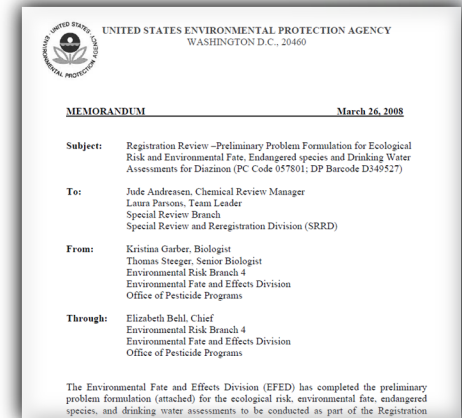 UNITED STATES ENVIRONMENTAL PROTECTION AGENCY
WASHINGTON D.C., 20460
UNITED STATES ENVIRONMENTAL PROTECTION AGENCY
MEMORANDUM March 26, 2008
Subject: Registration Review –Preliminary Problem Formulation for Ecological
Risk and Environmental Fate, Endangered species and Drinking Water
Assessments for Diazinon (PC Code 057801; DP Barcode D349527)
To: Jude Andreasen, Chemical Review Manager
Laura Parsons, Team Leader
Special Review Branch
Special Review and Reregistration Division (SRRD)
From: Kristina Garber, Biologist
Thomas Steeger, Senior Biologist
Environmental Risk Branch 4
Environmental Fate and Effects Division
Office of Pesticide Programs
Through: Elizabeth Behl, Chief
Environmental Risk Branch 4
Environmental Fate and Effects Division
Office of Pesticide Programs
The Environmental Fate and Effects Division (EFED) has completed the preliminary
problem formulation (attached) for the ecological risk, environmental fate, endangered
species, and drinking water assessments to be conducted as part of the Registration